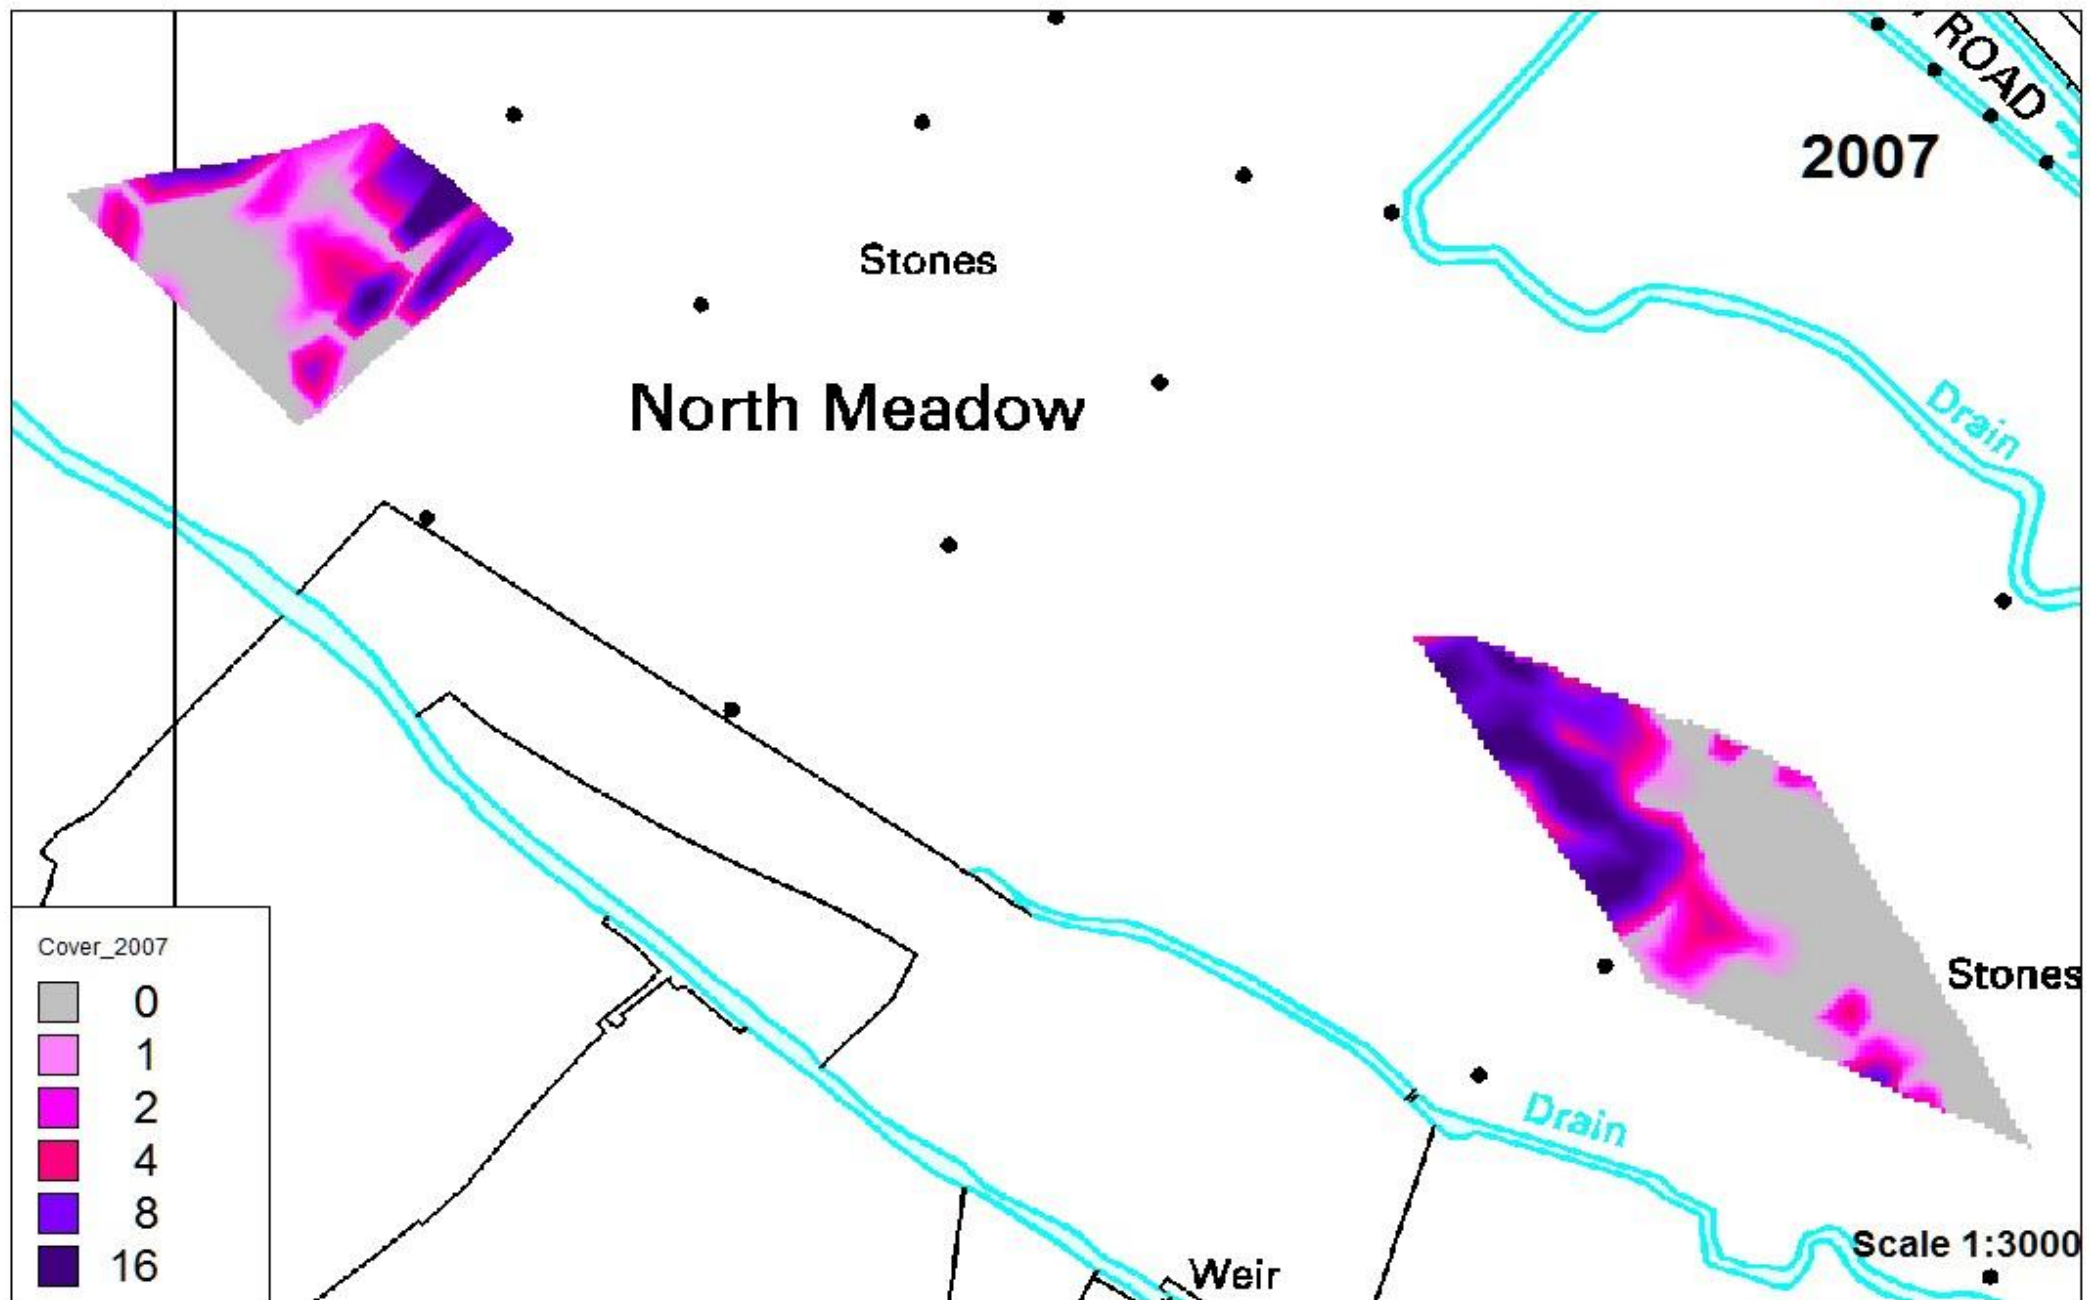 ROAD
2007
Stones
North Meadow
Drain
Cover_2007
0
1
2
4
8
16
Stones
Drain
Scale 1:3000
Weir